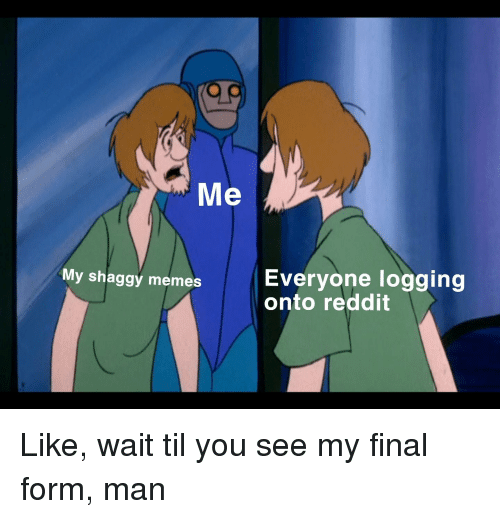 Me
My shaggy memes
Everyone logging
onto reddit
Like, wait til you see my final
form, man